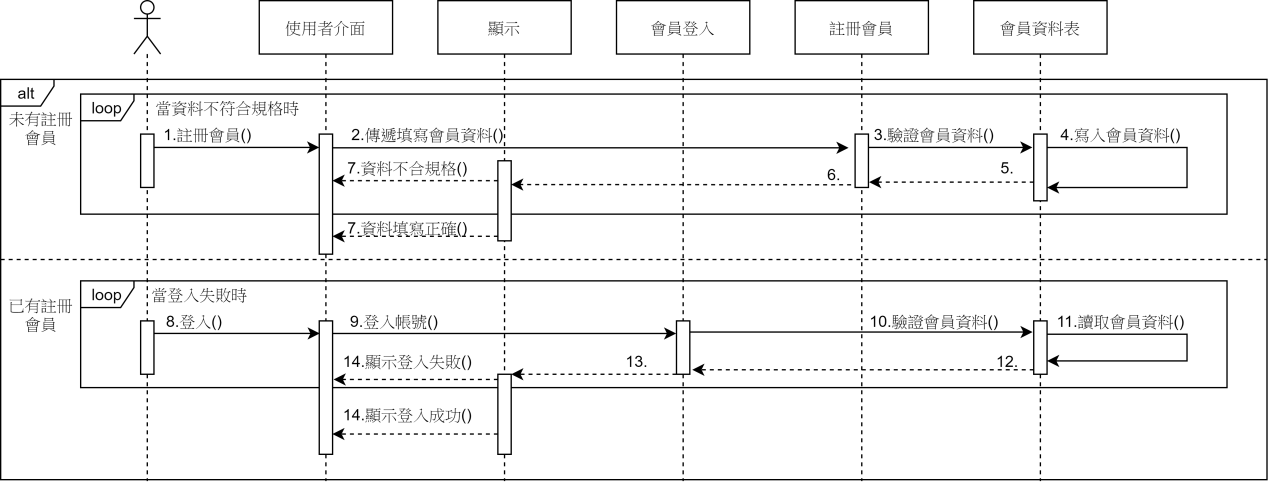 使用者介面
顯示
會員登入
註冊會員
會員資料表
alt
未有註冊
會員
loop
當資料不符合規格時
1.註冊會員()
2.傳遞填寫會員資料()
3.驗證會員資料()
4.寫入會員資料()
7.資料不合規格()
6.
5.
7.資料填寫正確()
已有註冊
會員
loop
當登入失敗時
8.登入()
9.登入帳號()
10.驗證會員資料()
11.讀取會員資料()
14.顯示登入失敗()
13.
12.
14.顯示登入成功()